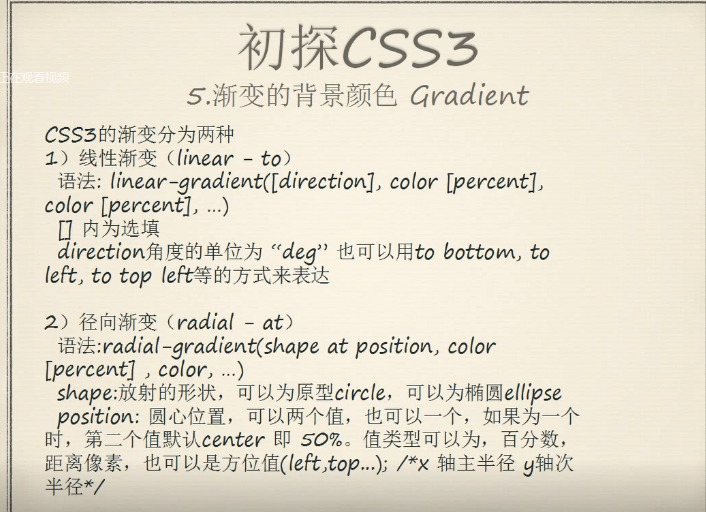 初探CSS3
正在观看视频
5.渐变的背景颜色 Gradient
CSS3的渐变分为两种
1）线性渐变（linear - to）
语法: linear-gradient([direction], color [percent],
color [percent], ...)
[] 内为选填
direction角度的单位为 “deg” 也可以用to bottom, to
left, to top left等的方式来表达
2）径向渐变（radial - at）
语法:radial-gradient(shape at position, color
[percent] , color, ...)
shape:放射的形状，可以为原型circle，可以为椭圆ellipse
position: 圆心位置，可以两个值，也可以一个，如果为一个
时，第二个值默认center 即 50%。值类型可以为，百分数，
距离像素，也可以是方位值(left,top...); /*x 轴主半径 y轴次
半径*/